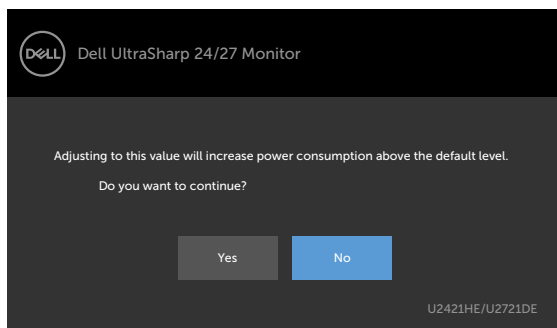 DELL
Dell UltraSharp 24/27 Monitor
Adjusting to this value will increase power consumption above the default level.
Do you want to continue?
Yes
No
U2421HE/U2721DE